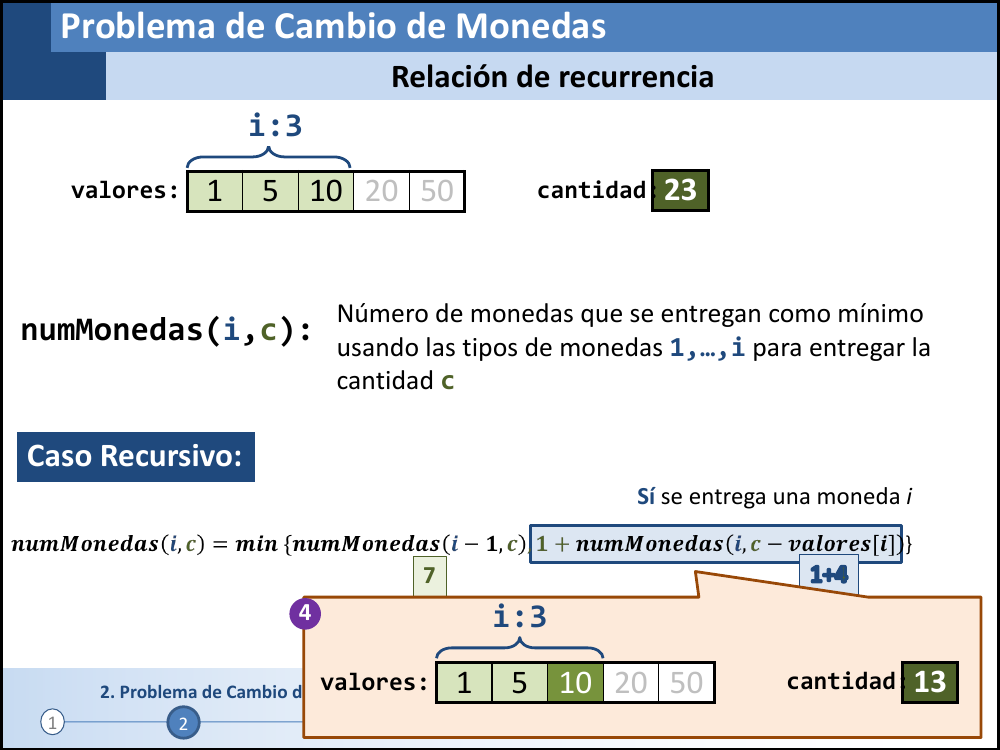 Problema de Cambio de Monedas
Relación de recurrencia
i:3
valores: 1 5 10 20 50 cantidad: 23
numMonedas(i,c):
Número de monedas que se entregan como mínimo
usando las tipos de monedas 1,…,i para entregar la
cantidad c
Caso Recursivo:
Sí se entrega una moneda i
numMonedas(i,c) = min {numMonedas(i − 1,c), 1 + numMonedas(i,c − valores[i])}
7 1+4
4
i:3
valores: 1 5 10 20 50 cantidad: 13
2. Problema de Cambio d
1 2